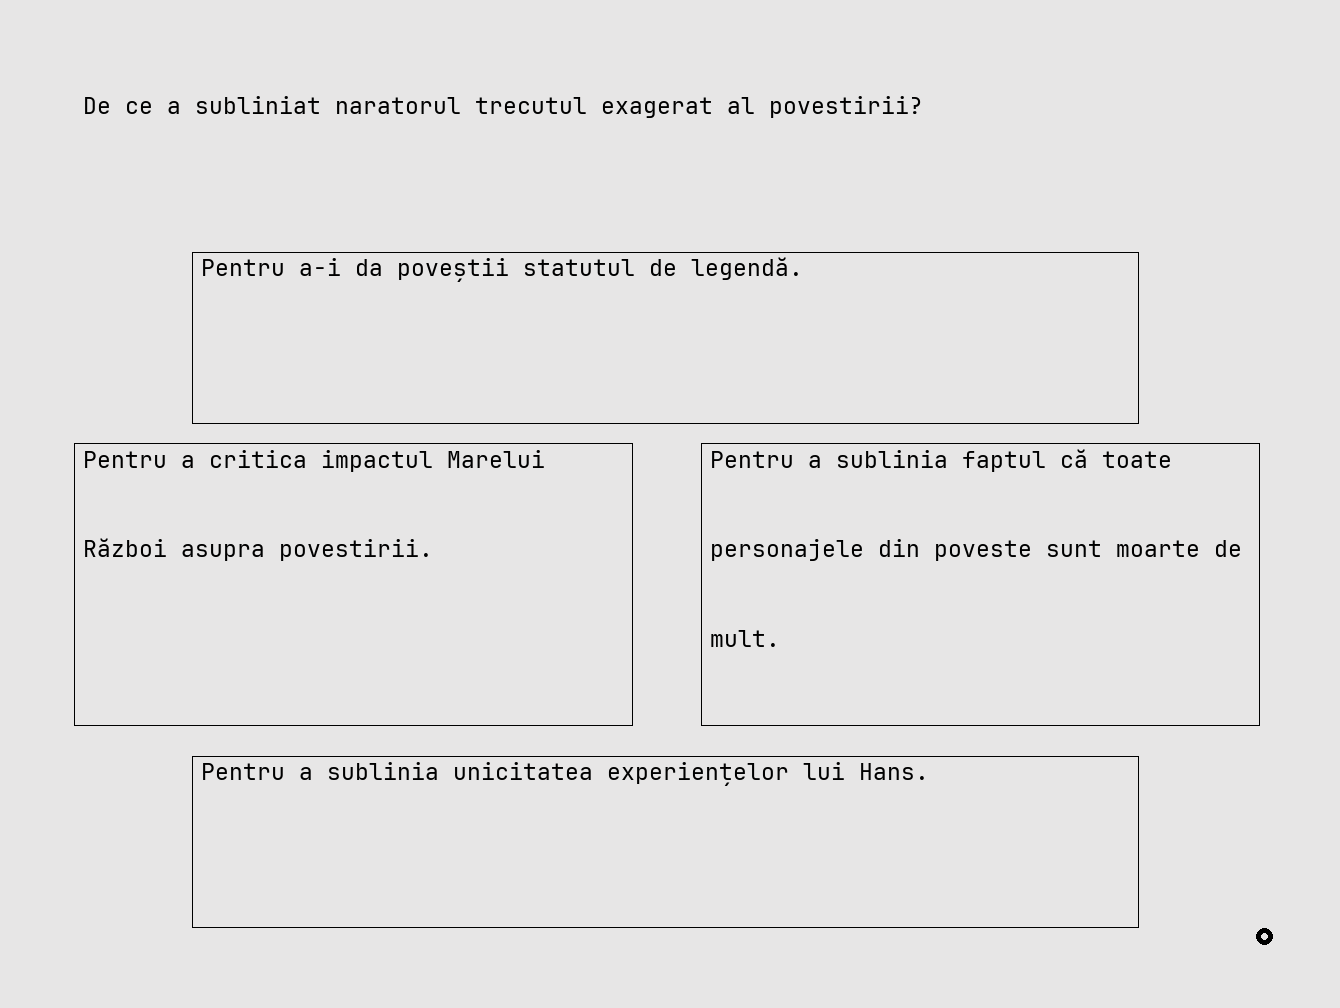 De ce a subliniat naratorul trecutul exagerat al povestirii?
Pentru a-i da poveștii statutul de legendă.
Pentru a critica impactul Marelui
Război asupra povestirii.
Pentru a sublinia faptul că toate
personajele din poveste sunt moarte de
mult.
Pentru a sublinia unicitatea experiențelor lui Hans.